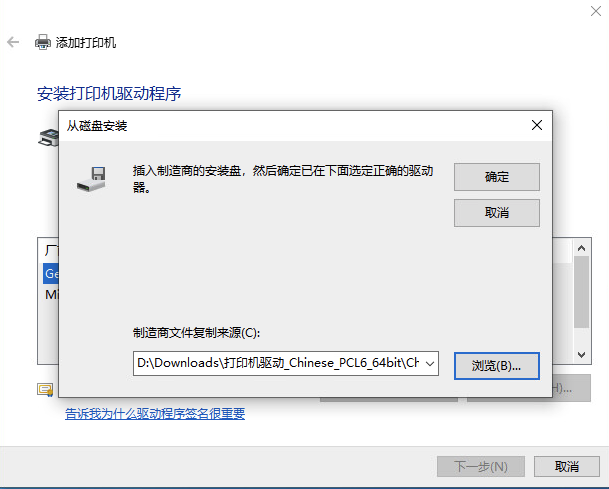 添加打印机
安装打印机驱动程序
从磁盘安装
插入制造商的安装盘，然后确定已在下面选定正确的驱动
器。
确定
取消
厂
Ge
Mi
制造商文件复制来源(C):
D:\Downloads\打印机驱动_Chinese_PCL6_64bit\Ch
浏览(B)...
H)...
告诉我为什么驱动程序签名很重要
下一步(N)
取消